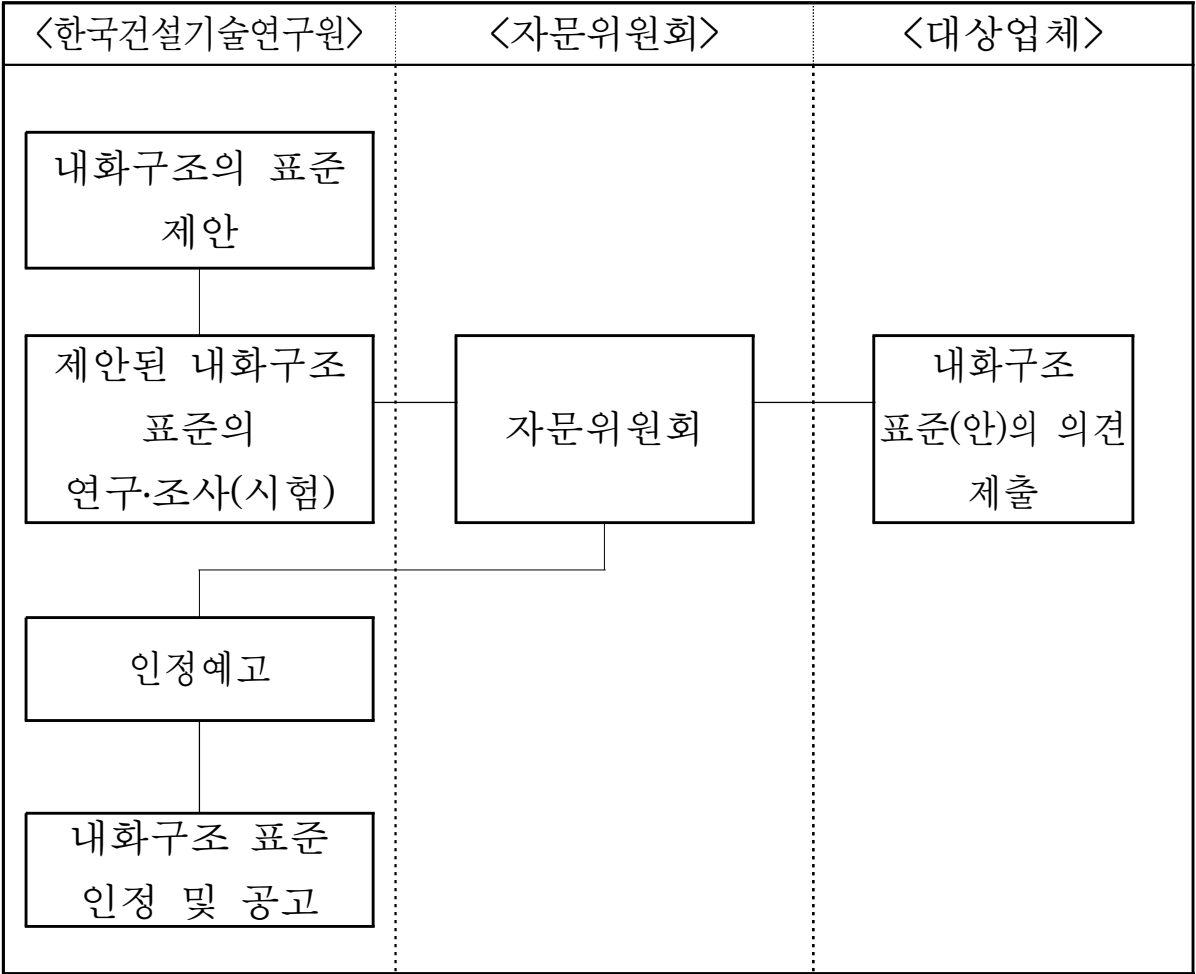 <한국건설기술연구원>
<자문위원회>
<대상업체>
내화구조의 표준
제안
제안된 내화구조
표준의
연구·조사(시험)
자문위원회
내화구조
표준(안)의 의견
제출
인정예고
내화구조 표준
인정 및 공고